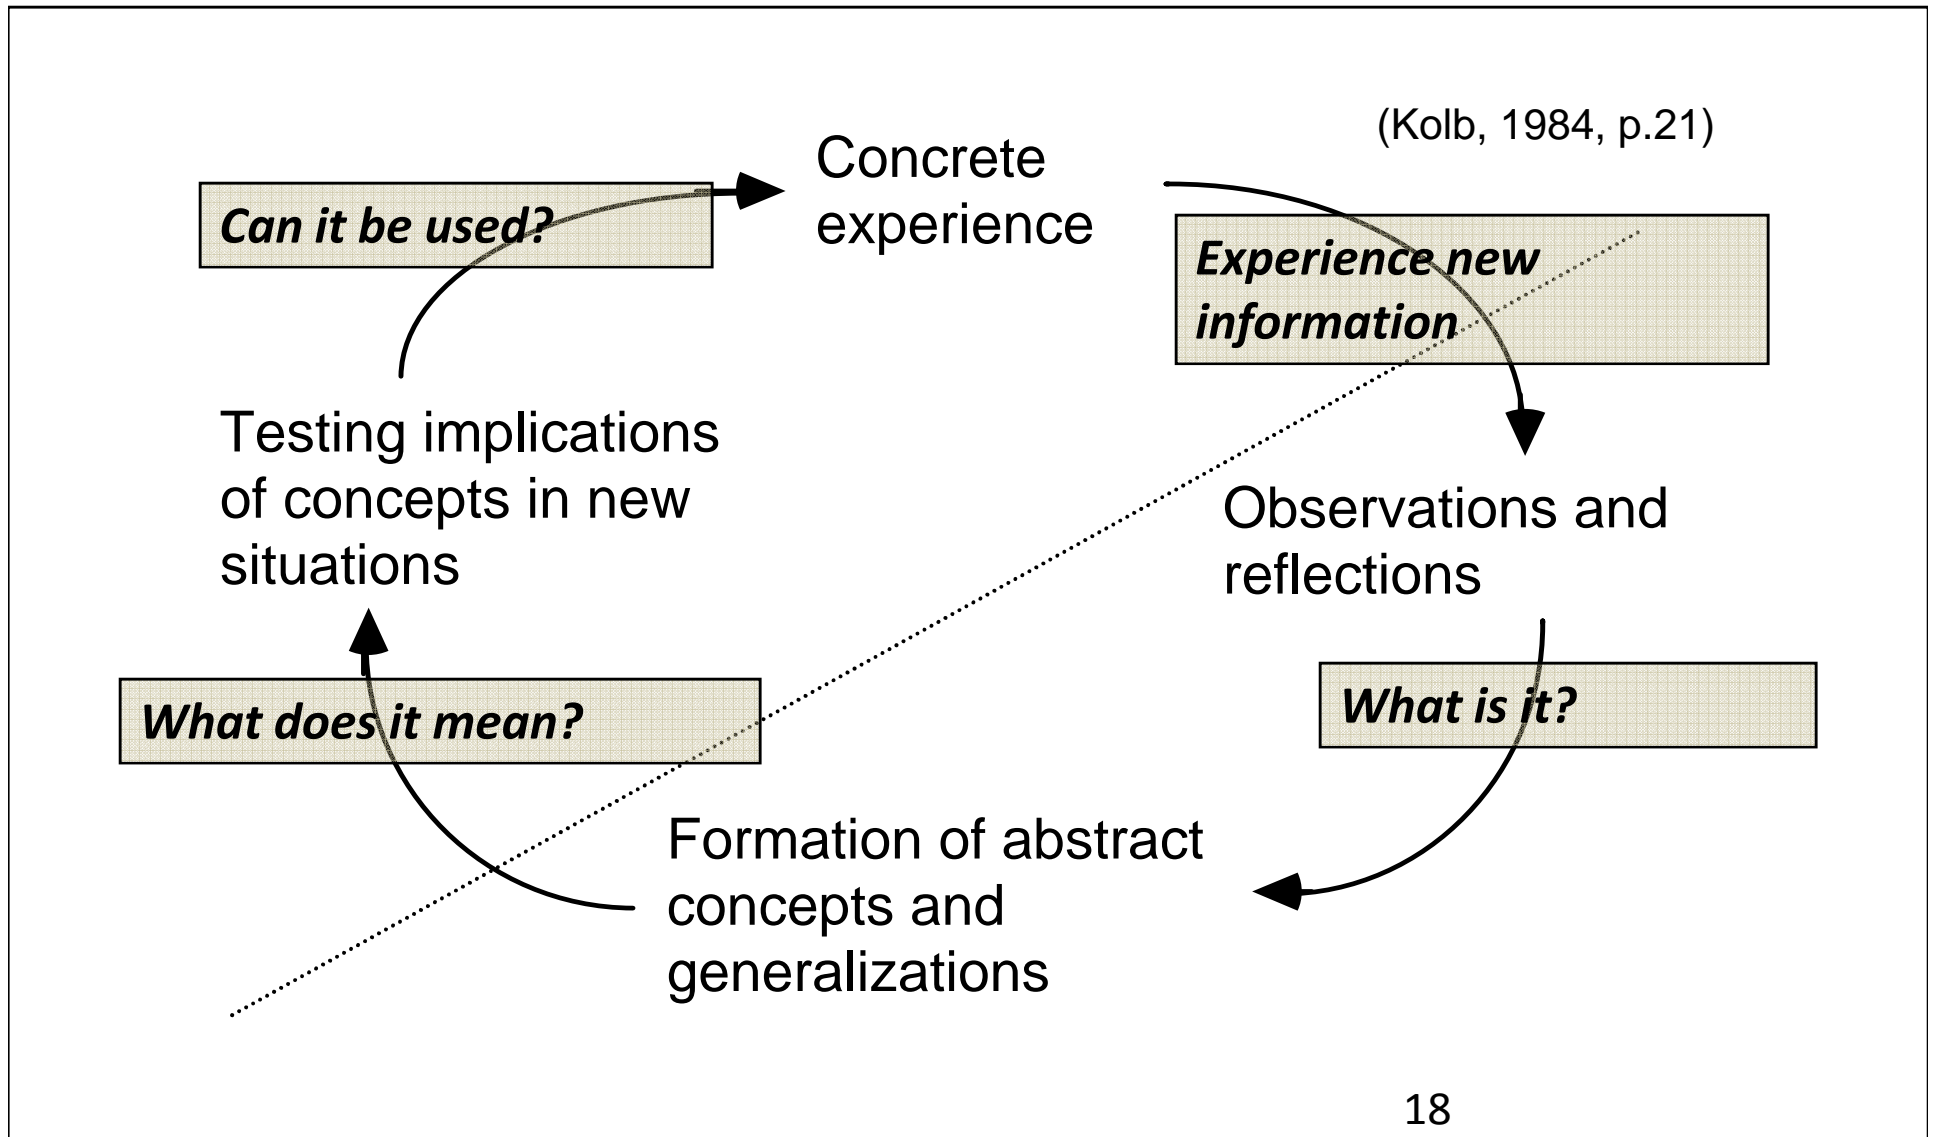 (Kolb, 1984, p.21)
Concrete
experience
Can it be used?
Experience new
information
Testing implications
of concepts in new
situations
Observations and
reflections
What does it mean?
What is it?
Formation of abstract
concepts and
generalizations
18